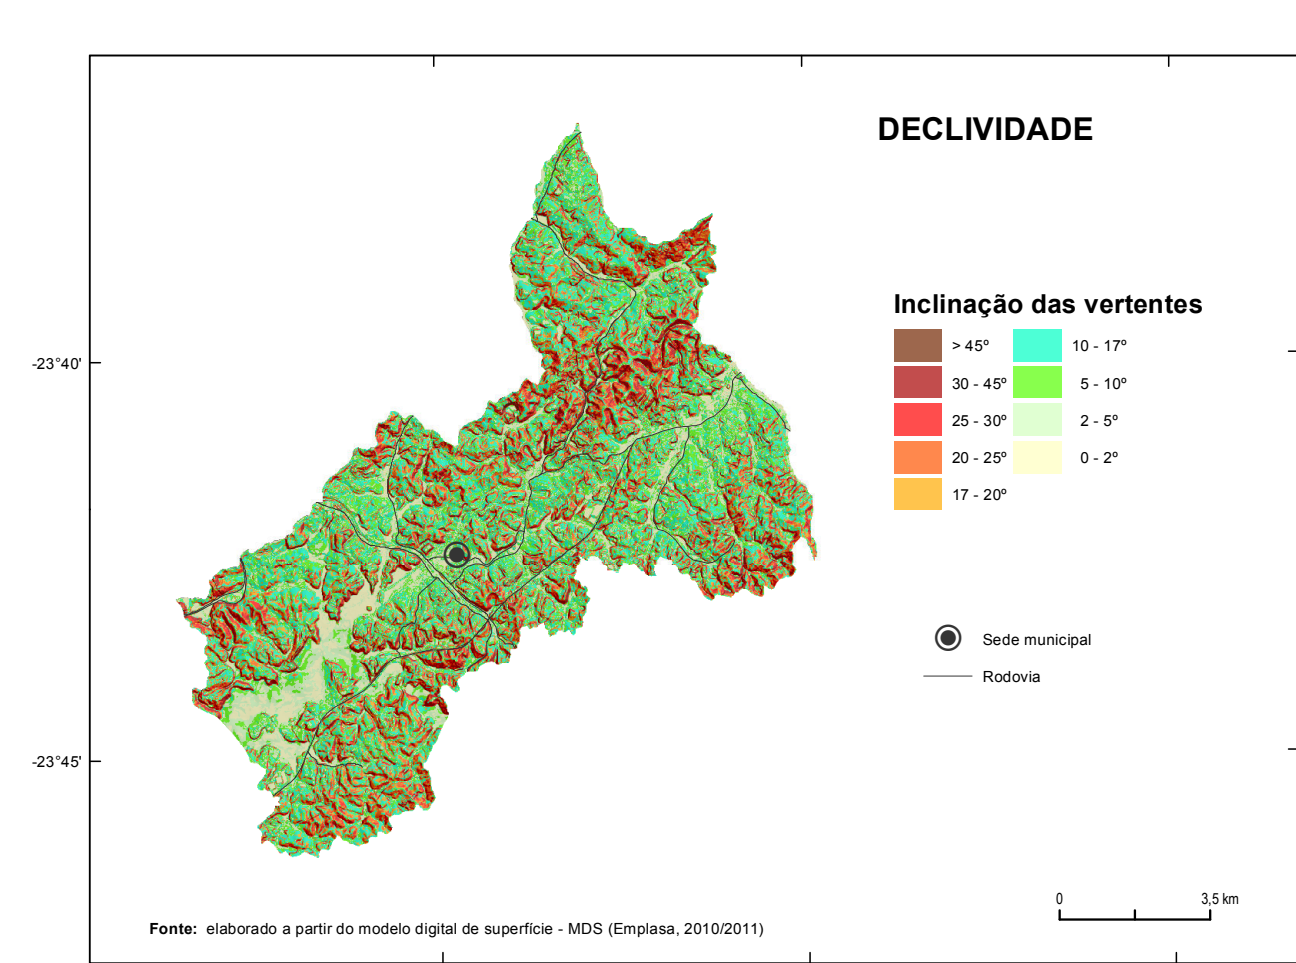 DECLIVIDADE
Inclinação das vertentes
> 45º
10 - 17º
30 - 45º
5 - 10º
25 - 30º
2 - 5º
20 - 25º
0 - 2º
17 - 20º
-23°40'
Sede municipal
Rodovia
-23°45'
0
3,5 km
Fonte: elaborado a partir do modelo digital de superfície - MDS (Emplasa, 2010/2011)